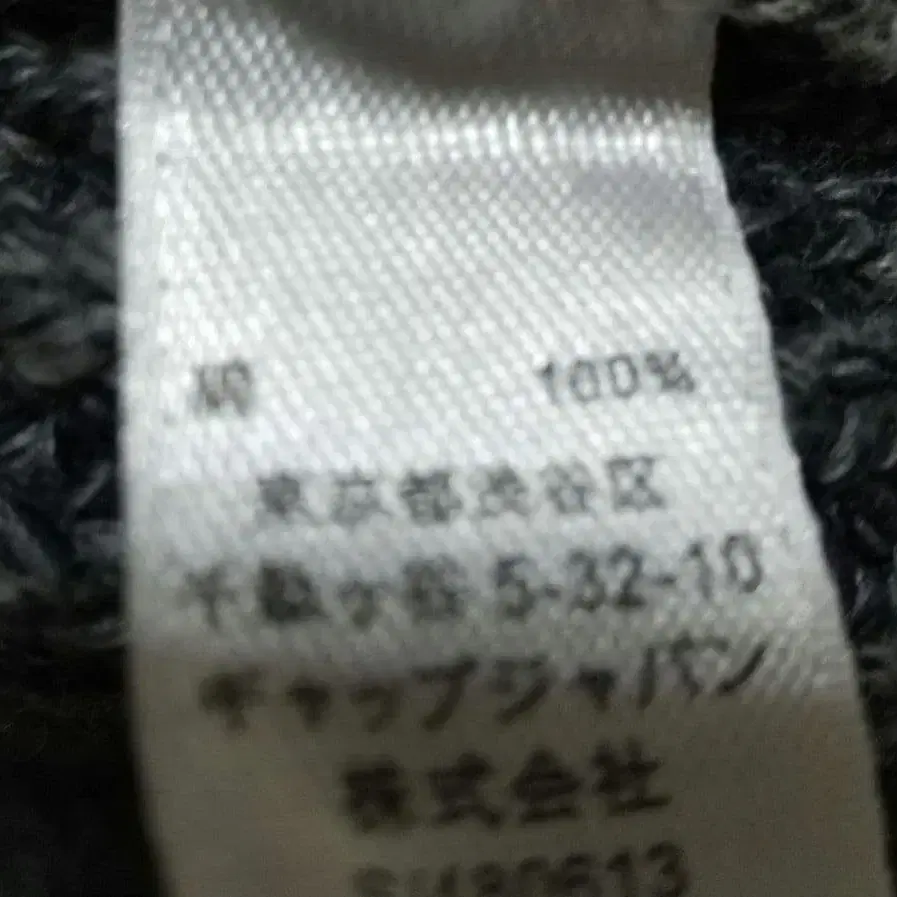 綿 100%
東京都渋谷区
千駄ヶ谷 5-32-10
ギャップジャパン
株式会社